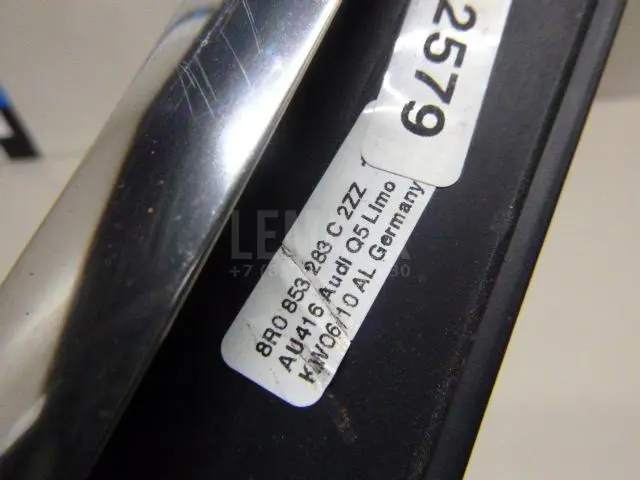 2579
8R0 853 283 C 2ZZ
AU416 Audi Q5 Limo
KW06/10 AL Germany